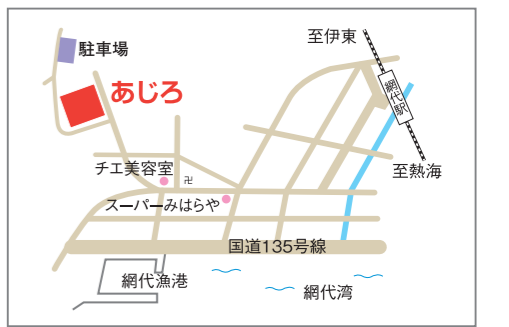 至伊東
駐車場
あじろ
網代駅
チエ美容室
卍
至熱海
スーパーみはらや
国道135号線
網代漁港
網代湾